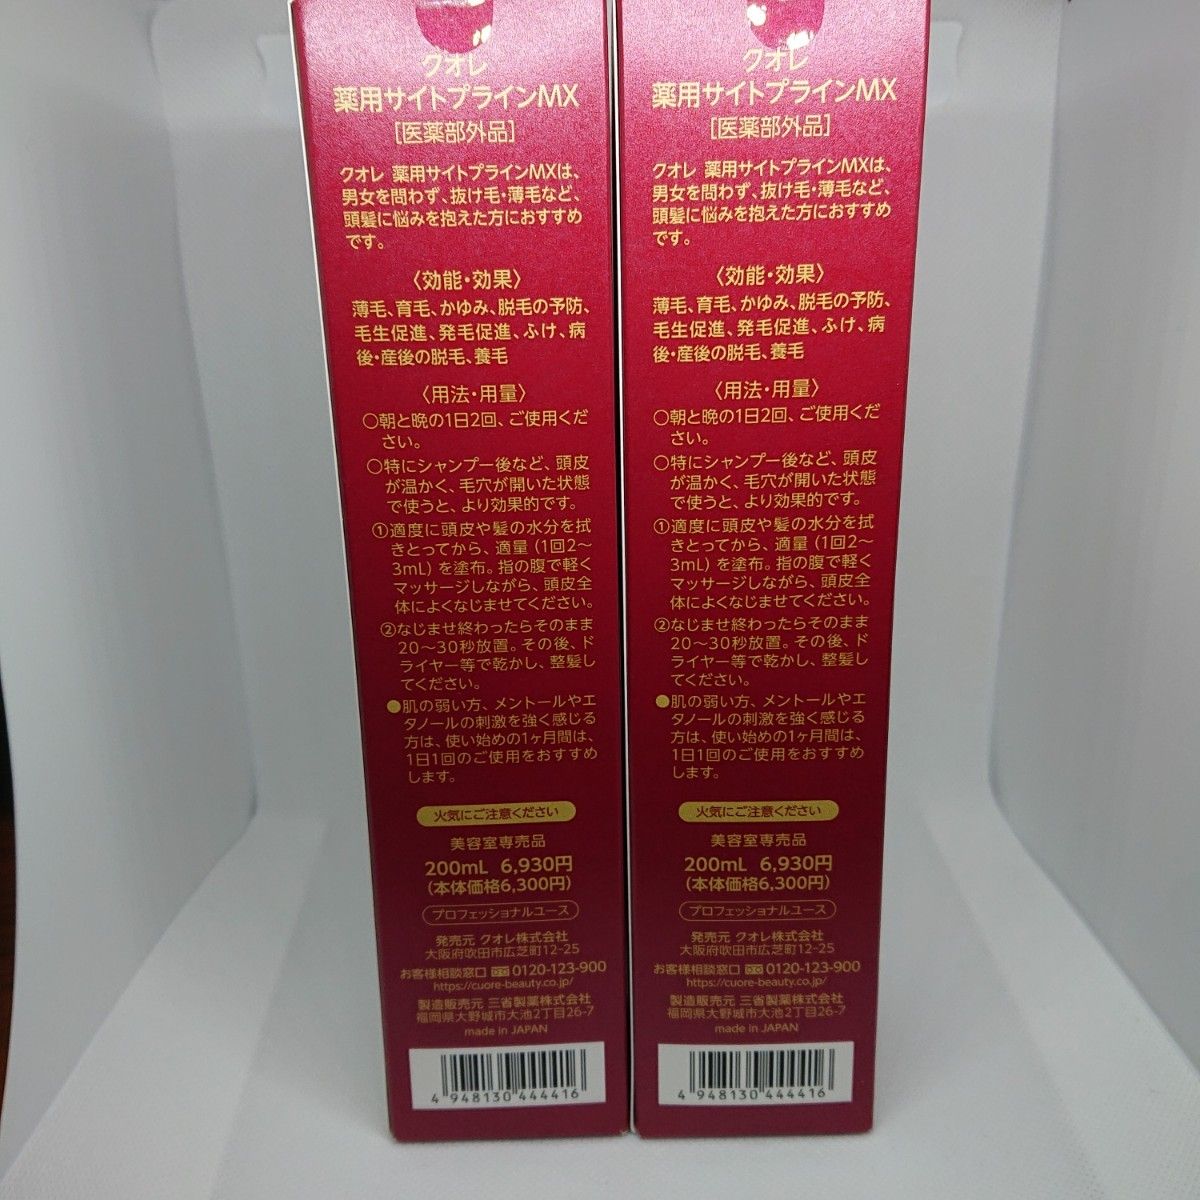 クオレ
薬用サイトプラインMX
[医薬部外品]
クオレ 薬用サイトプラインMXは、
男女を問わず、抜け毛・薄毛など、
頭髪に悩みを抱えた方におすすめ
です。
〈効能・効果〉
薄毛、育毛、かゆみ、脱毛の予防、
毛生促進、発毛促進、ふけ、病
後・産後の脱毛、養毛
〈用法・用量〉
○朝と晩の1日2回、ご使用くだ
さい。
○特にシャンプー後など、頭皮
が温かく、毛穴が開いた状態
で使うと、より効果的です。
①適度に頭皮や髪の水分を拭
きとってから、適量（1回2～
3mL）を塗布。指の腹で軽く
マッサージしながら、頭皮全
体によくなじませてください。
②なじませ終わったらそのまま
20～30秒放置。その後、ド
ライヤー等で乾かし、整髪し
てください。
●肌の弱い方、メントールやエ
タノールの刺激を強く感じる
方は、使い始めの1ヶ月間は、
1日1回のご使用をおすすめ
します。
火気にご注意ください
美容室専売品
200mL 6,930円
(本体価格6,300円)
プロフェッショナルユース
発売元 クオレ株式会社
大阪府吹田市広芝町12-25
お客様相談窓口 0120-123-900
https://cuore-beauty.co.jp/
製造販売元 三省製薬株式会社
福岡県大野城市大池2丁目26-7
made in JAPAN
4 948130 444416
クオレ
薬用サイトプラインMX
[医薬部外品]
クオレ 薬用サイトプラインMXは、
男女を問わず、抜け毛・薄毛など、
頭髪に悩みを抱えた方におすすめ
です。
〈効能・効果〉
薄毛、育毛、かゆみ、脱毛の予防、
毛生促進、発毛促進、ふけ、病
後・産後の脱毛、養毛
〈用法・用量〉
○朝と晩の1日2回、ご使用くだ
さい。
○特にシャンプー後など、頭皮
が温かく、毛穴が開いた状態
で使うと、より効果的です。
①適度に頭皮や髪の水分を拭
きとってから、適量（1回2～
3mL）を塗布。指の腹で軽く
マッサージしながら、頭皮全
体によくなじませてください。
②なじませ終わったらそのまま
20～30秒放置。その後、ド
ライヤー等で乾かし、整髪し
てください。
●肌の弱い方、メントールやエ
タノールの刺激を強く感じる
方は、使い始めの1ヶ月間は、
1日1回のご使用をおすすめ
します。
火気にご注意ください
美容室専売品
200mL 6,930円
(本体価格6,300円)
プロフェッショナルユース
発売元 クオレ株式会社
大阪府吹田市広芝町12-25
お客様相談窓口 0120-123-900
https://cuore-beauty.co.jp/
製造販売元 三省製薬株式会社
福岡県大野城市大池2丁目26-7
made in JAPAN
4 948130 444416